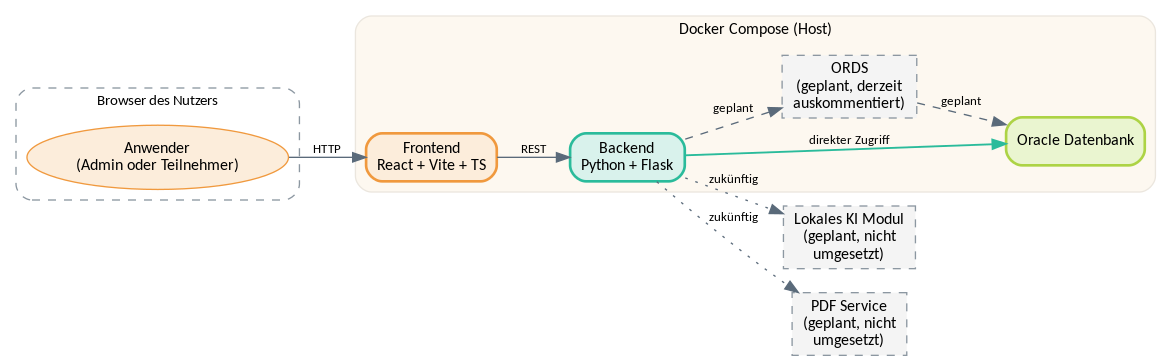 Docker Compose (Host)
Browser des Nutzers
Anwender
(Admin oder Teilnehmer)
HTTP
Frontend
React + Vite + TS
REST
Backend
Python + Flask
geplant
ORDS
(geplant, derzeit
auskommentiert)
geplant
direkter Zugriff
Oracle Datenbank
zukünftig
Lokales KI Modul
(geplant, nicht
umgesetzt)
zukünftig
PDF Service
(geplant, nicht
umgesetzt)